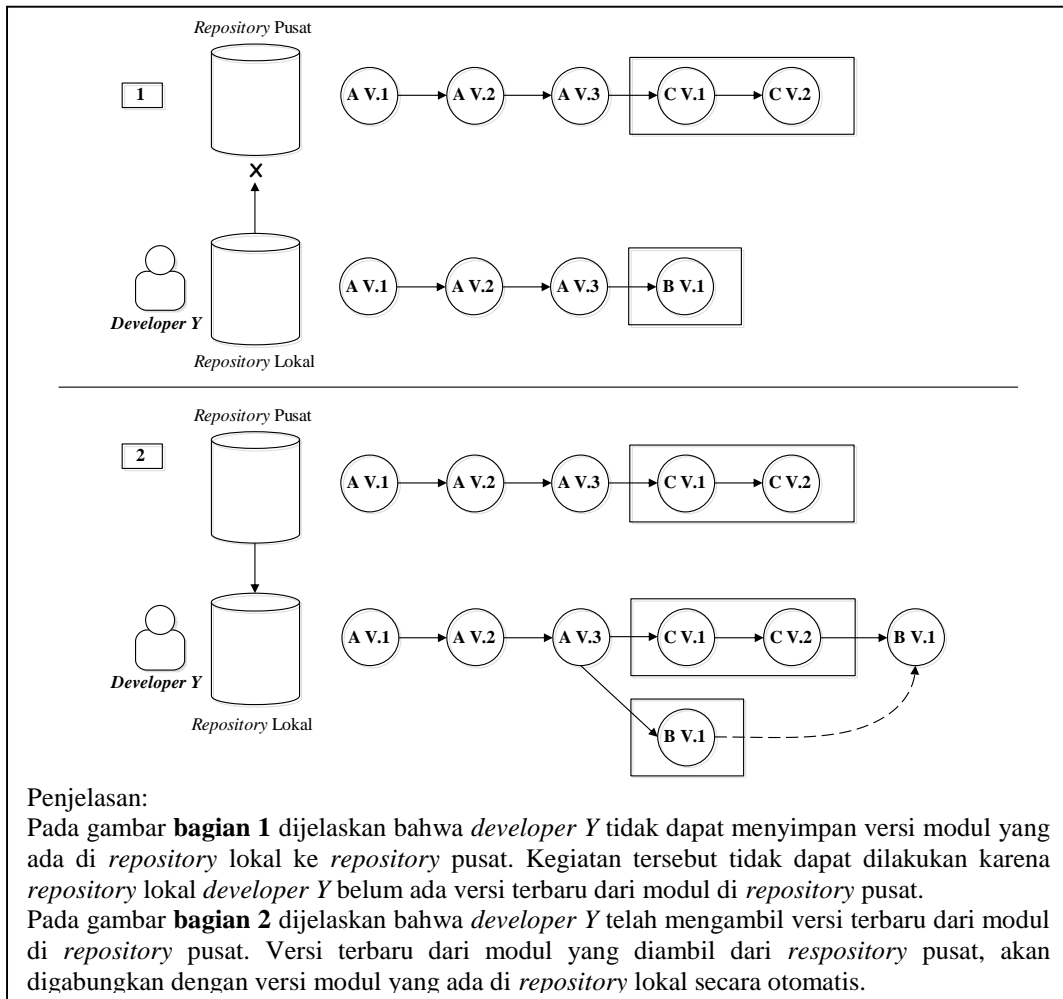 Repository Pusat
1
A V.1 A V.2 A V.3 C V.1 C V.2
X
A V.1 A V.2 A V.3 B V.1
Developer Y
Repository Lokal
Repository Pusat
2
A V.1 A V.2 A V.3 C V.1 C V.2
A V.1 A V.2 A V.3 C V.1 C V.2 B V.1
Developer Y
Repository Lokal
B V.1
Penjelasan:
Pada gambar bagian 1 dijelaskan bahwa developer Y tidak dapat menyimpan versi modul yang
ada di repository lokal ke repository pusat. Kegiatan tersebut tidak dapat dilakukan karena
repository lokal developer Y belum ada versi terbaru dari modul di repository pusat.
Pada gambar bagian 2 dijelaskan bahwa developer Y telah mengambil versi terbaru dari modul
di repository pusat. Versi terbaru dari modul yang diambil dari respository pusat, akan
digabungkan dengan versi modul yang ada di repository lokal secara otomatis.